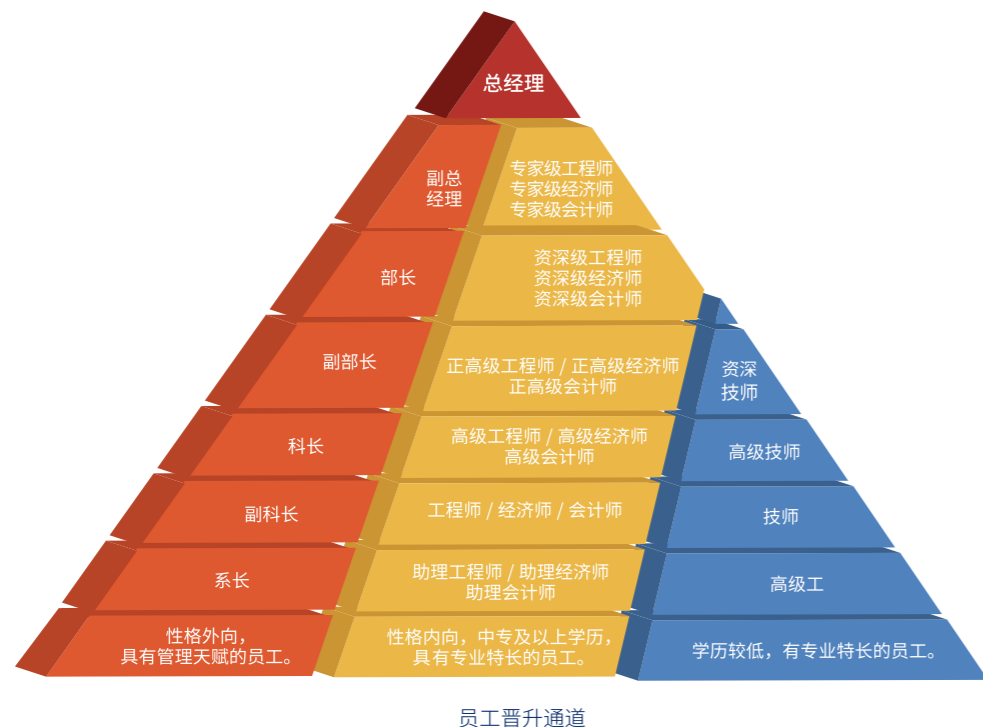 总经理
副总
经理
专家级工程师
专家级经济师
专家级会计师
部长
资深级工程师
资深级经济师
资深级会计师
副部长
正高级工程师 / 正高级经济师
正高级会计师
资深
技师
科长
高级工程师 / 高级经济师
高级会计师
高级技师
副科长
工程师 / 经济师 / 会计师
技师
系长
助理工程师 / 助理经济师
助理会计师
高级工
性格外向，
具有管理天赋的员工。
性格内向，中专及以上学历，
具有专业特长的员工。
学历较低，有专业特长的员工。
员工晋升通道